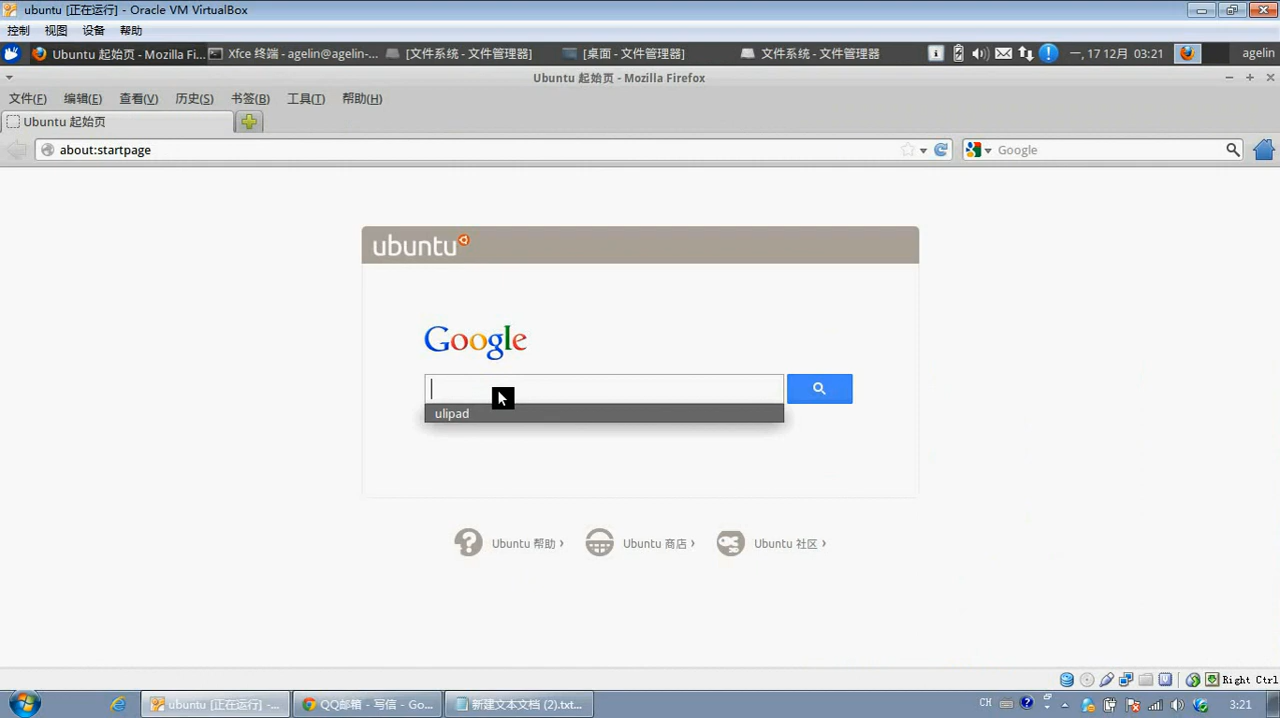 ubuntu [正在运行] - Oracle VM VirtualBox
控制 视图 设备 帮助
Ubuntu 起始页 - Mozilla Fi... Xfce 终端 - agelin@agelin-... [文件系统 - 文件管理器] [桌面 - 文件管理器] 文件系统 - 文件管理器 一, 17 12月 03:21 agelin
Ubuntu 起始页 - Mozilla Firefox
文件(F) 编辑(E) 查看(V) 历史(S) 书签(B) 工具(T) 帮助(H)
Ubuntu 起始页
about:startpage Google
ubuntu
Google
ulipad
Ubuntu 帮助 › Ubuntu 商店 › Ubuntu 社区 ›
Right Ctrl
ubuntu [正在运行] -... QQ邮箱 - 写信 - Go... 新建文本文档 (2).txt... CH 3:21